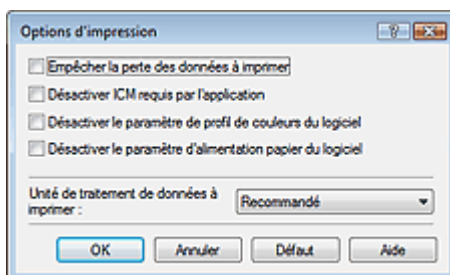 Options d'impression
Empêcher la perte des données à imprimer
Désactiver ICM requis par l'application
Désactiver le paramètre de profil de couleurs du logiciel
Désactiver le paramètre d'alimentation papier du logiciel
Unité de traitement de données à
imprimer :
Recommandé
OK
Annuler
Défaut
Aide